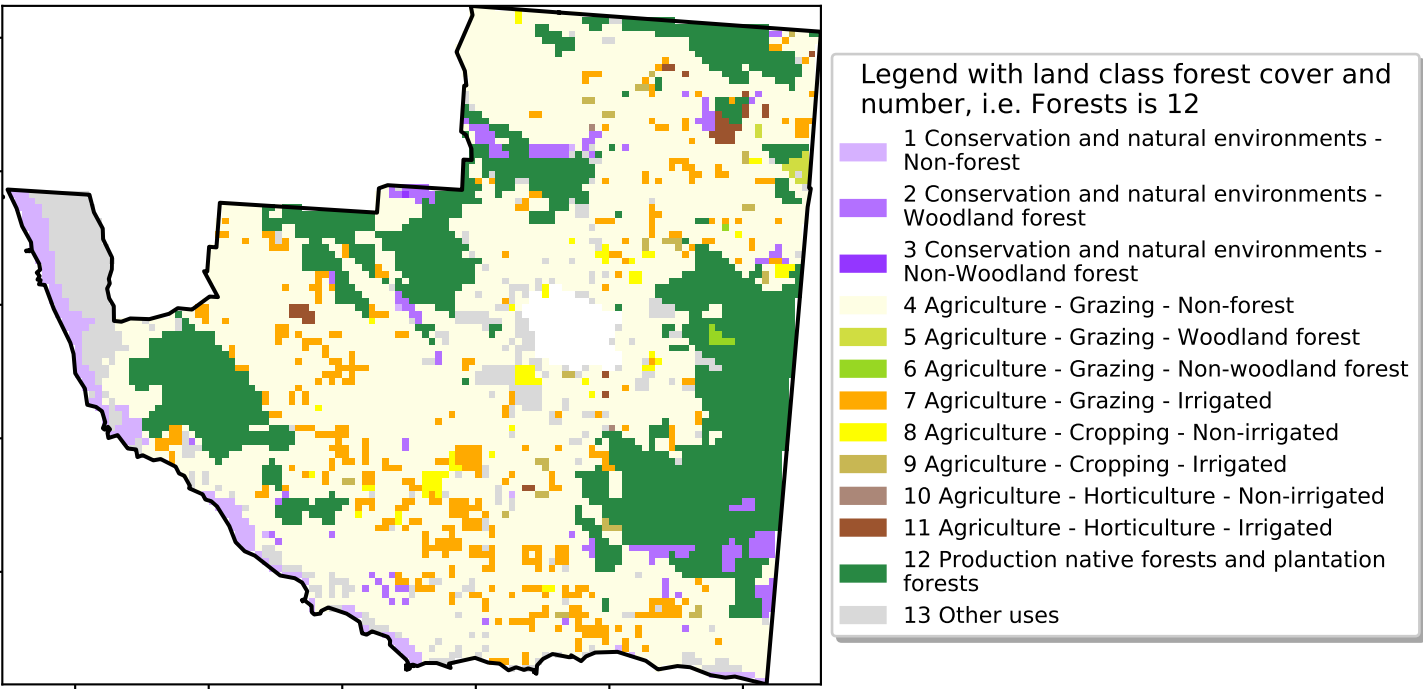 Legend with land class forest cover and
number, i.e. Forests is 12
1 Conservation and natural environments -
Non-forest
2 Conservation and natural environments -
Woodland forest
3 Conservation and natural environments -
Non-Woodland forest
4 Agriculture - Grazing - Non-forest
5 Agriculture - Grazing - Woodland forest
6 Agriculture - Grazing - Non-woodland forest
7 Agriculture - Grazing - Irrigated
8 Agriculture - Cropping - Non-irrigated
9 Agriculture - Cropping - Irrigated
10 Agriculture - Horticulture - Non-irrigated
11 Agriculture - Horticulture - Irrigated
12 Production native forests and plantation
forests
13 Other uses